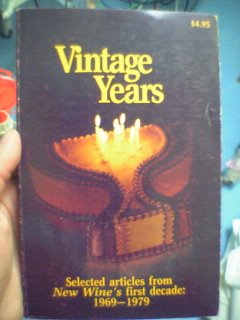 $4.95
Vintage
Years
Selected articles from
New Wine's first decade:
1969—1979